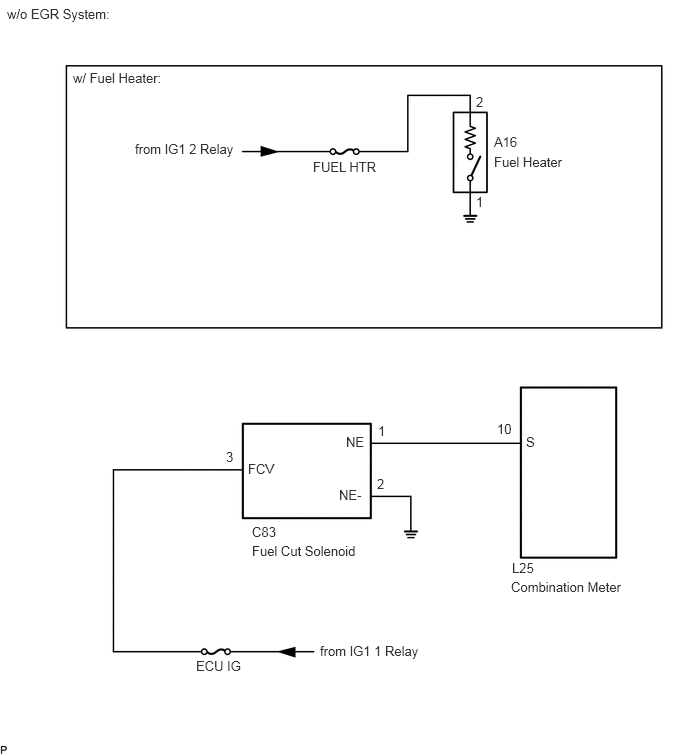 w/o EGR System:
w/ Fuel Heater:
2
from IG1 2 Relay
A16
FUEL HTR
Fuel Heater
1
10
1
NE
S
3
FCV
2
NE-
C83
Fuel Cut Solenoid
L25
Combination Meter
from IG1 1 Relay
ECU IG
P